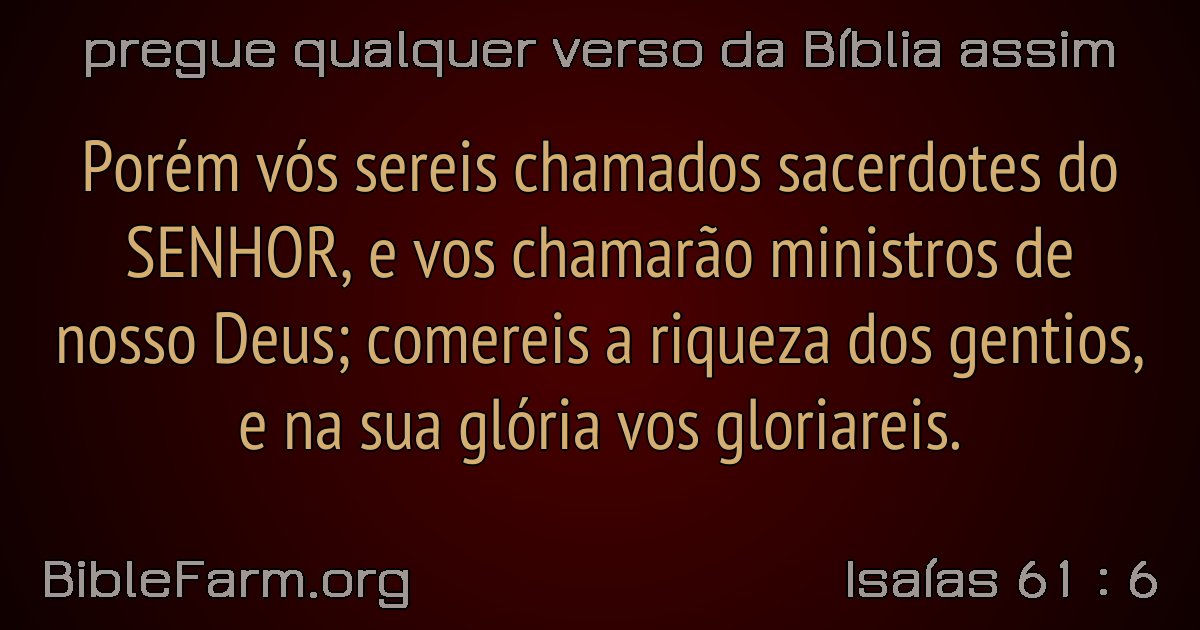 pregue qualquer verso da Bíblia assim
Porém vós sereis chamados sacerdotes do
SENHOR, e vos chamarão ministros de
nosso Deus; comereis a riqueza dos gentios,
e na sua glória vos gloriareis.
BibleFarm.org
Isaías 61 : 6